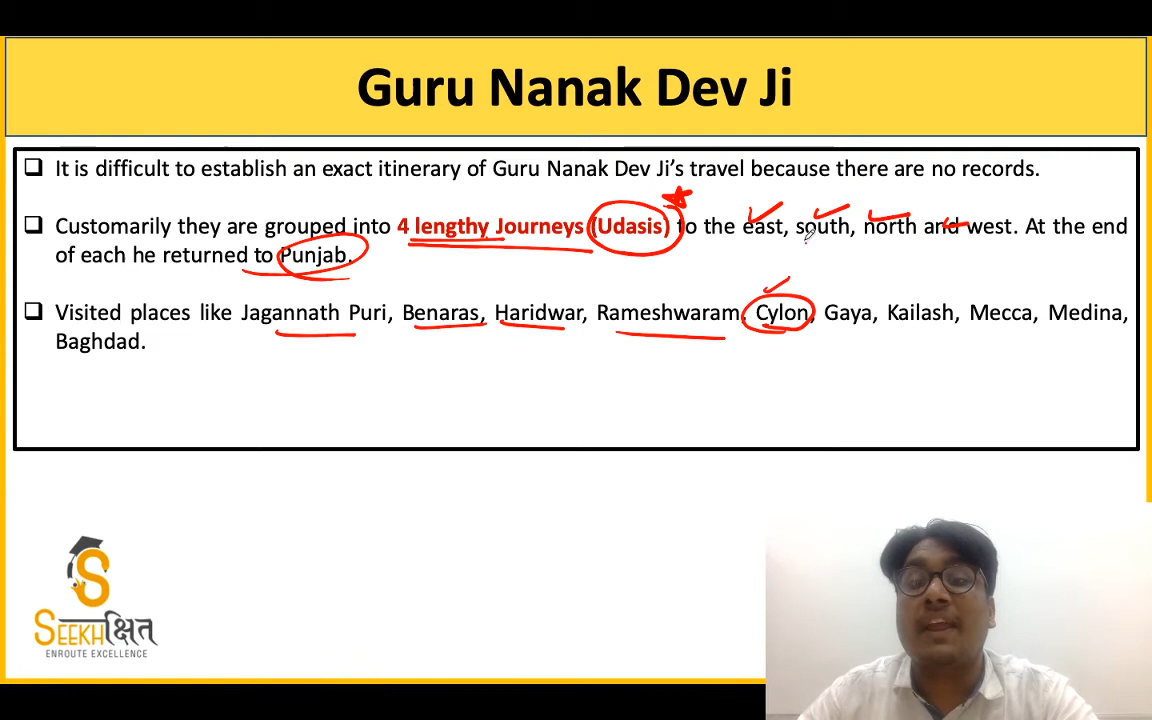 Guru Nanak Dev Ji
It is difficult to establish an exact itinerary of Guru Nanak Dev Ji's travel because there are no records.
Customarily they are grouped into 4 lengthy Journeys (Udasis) to the east, south, north and west. At the end
of each he returned to Punjab.
Visited places like Jagannath Puri, Benaras, Haridwar, Rameshwaram, Cylon, Gaya, Kailash, Mecca, Medina,
Baghdad.
SEEKHक्षित
ENROUTE EXCELLENCE